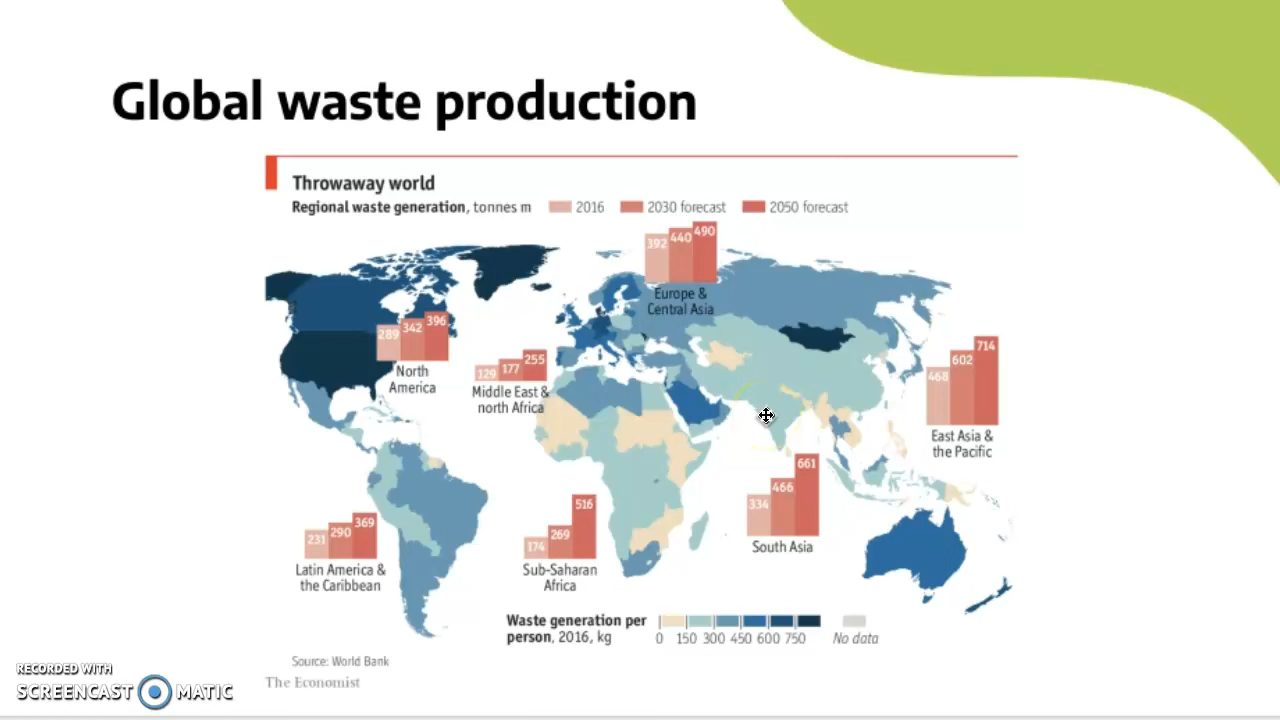 Global waste production
Throwaway world
Regional waste generation, tonnes m 2016 2030 forecast 2050 forecast
392 440 490
Europe &
Central Asia
289 342 396
North
America
129 177 255
Middle East &
north Africa
468 602 714
East Asia &
the Pacific
334 466 661
South Asia
231 290 369
Latin America &
the Caribbean
174 269 516
Sub-Saharan
Africa
Waste generation per
person, 2016, kg
0 150 300 450 600 750 No data
Source: World Bank
The Economist
RECORDED WITH
SCREENCAST MATIC